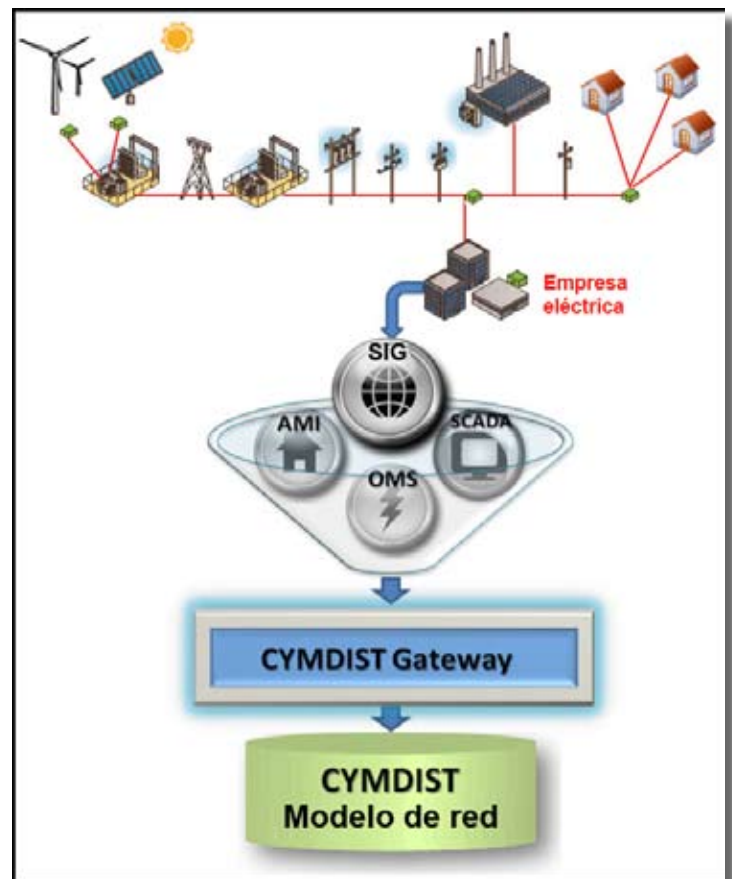 Empresa
eléctrica
SIG
AMI
SCADA
OMS
CYMDIST Gateway
CYMDIST
Modelo de red